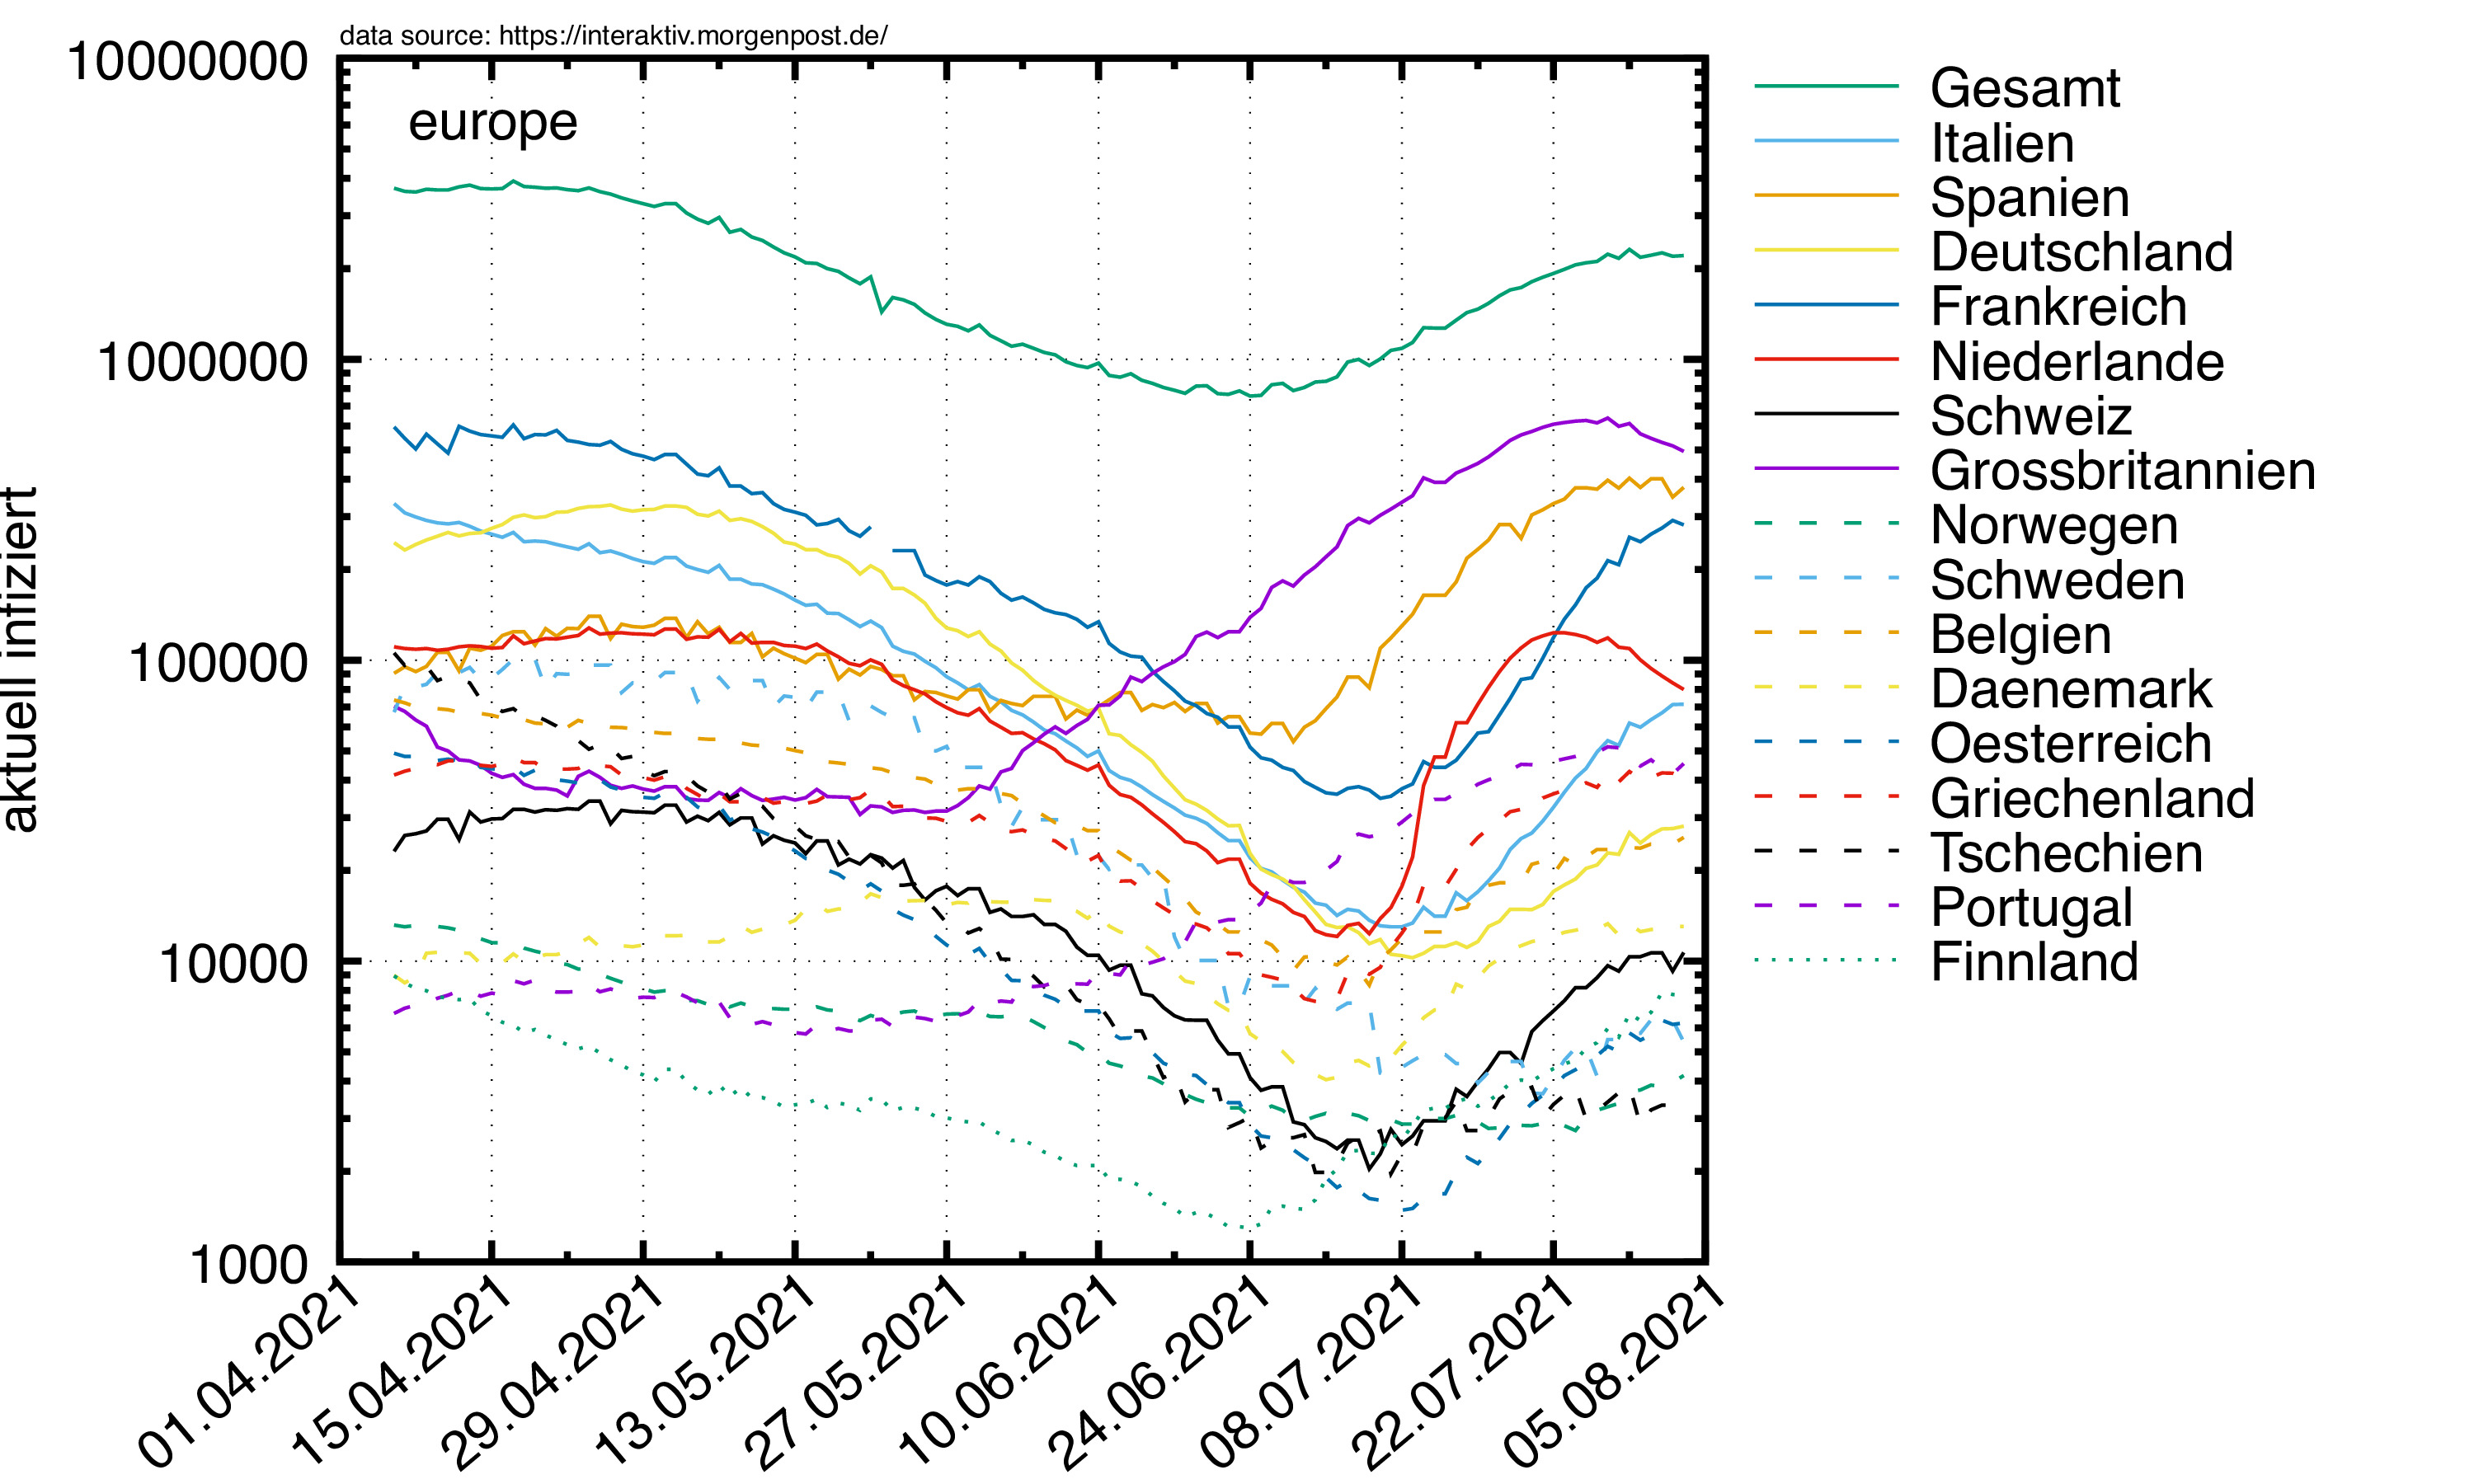 data source: https://interaktiv.morgenpost.de/
europe
aktuell infiziert
10000000
1000000
100000
10000
1000
01.04.2021
15.04.2021
29.04.2021
13.05.2021
27.05.2021
10.06.2021
24.06.2021
08.07.2021
22.07.2021
05.08.2021
Gesamt
Italien
Spanien
Deutschland
Frankreich
Niederlande
Schweiz
Grossbritannien
Norwegen
Schweden
Belgien
Daenemark
Oesterreich
Griechenland
Tschechien
Portugal
Finnland